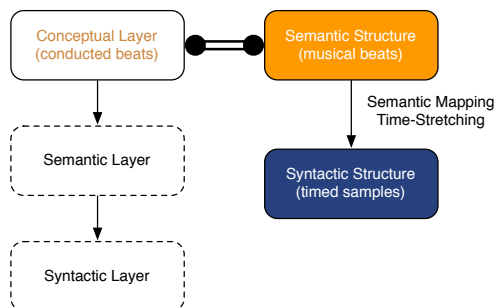 Conceptual Layer
(conducted beats)
Semantic Structure
(musical beats)
Semantic Mapping
Time-Stretching
Semantic Layer
Syntactic Structure
(timed samples)
Syntactic Layer